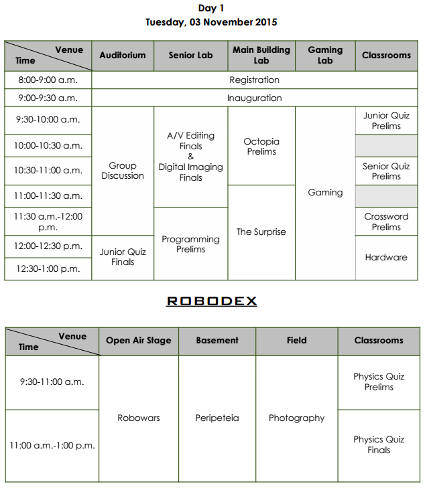 Day 1
Tuesday, 03 November 2015
Venue
Time
Auditorium
Senior Lab
Main Building
Lab
Gaming
Lab
Classrooms
8:00-9:00 a.m.
Registration
9:00-9:30 a.m.
Inauguration
9:30-10:00 a.m.
Group
Discussion
A/V Editing
Finals
&
Digital Imaging
Finals
Octopia
Prelims
Gaming
Junior Quiz
Prelims
10:00-10:30 a.m.
10:30-11:00 a.m.
Senior Quiz
Prelims
11:00-11:30 a.m.
The Surprise
11:30 a.m.-12:00
p.m.
Programming
Prelims
Crossword
Prelims
12:00-12:30 p.m.
Junior Quiz
Finals
Hardware
12:30-1:00 p.m.
ROBODEX
Venue
Time
Open Air Stage
Basement
Field
Classrooms
9:30-11:00 a.m.
Robowars
Peripeteia
Photography
Physics Quiz
Prelims
11:00 a.m.-1:00 p.m.
Physics Quiz
Finals